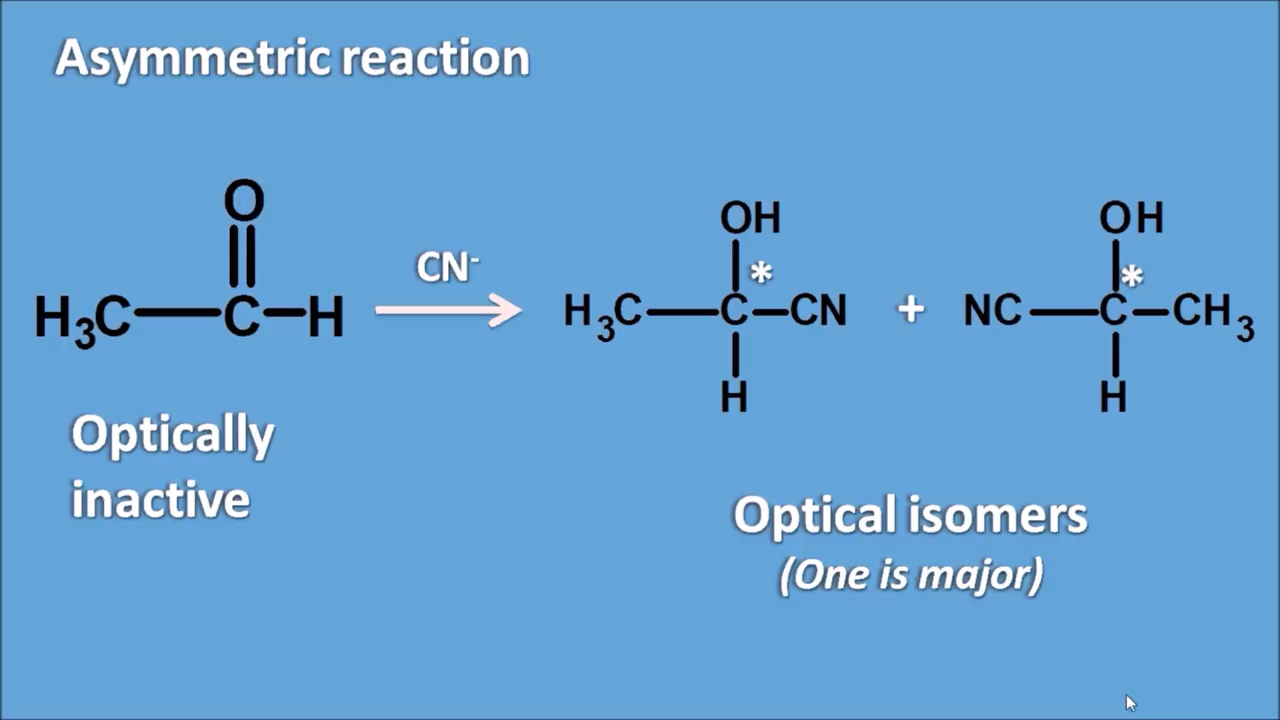 Asymmetric reaction
O
H₃C—C—H
CN⁻
OH
H₃C—C—CN
*
H
+
OH
NC—C—CH₃
*
H
Optically
inactive
Optical isomers
(One is major)